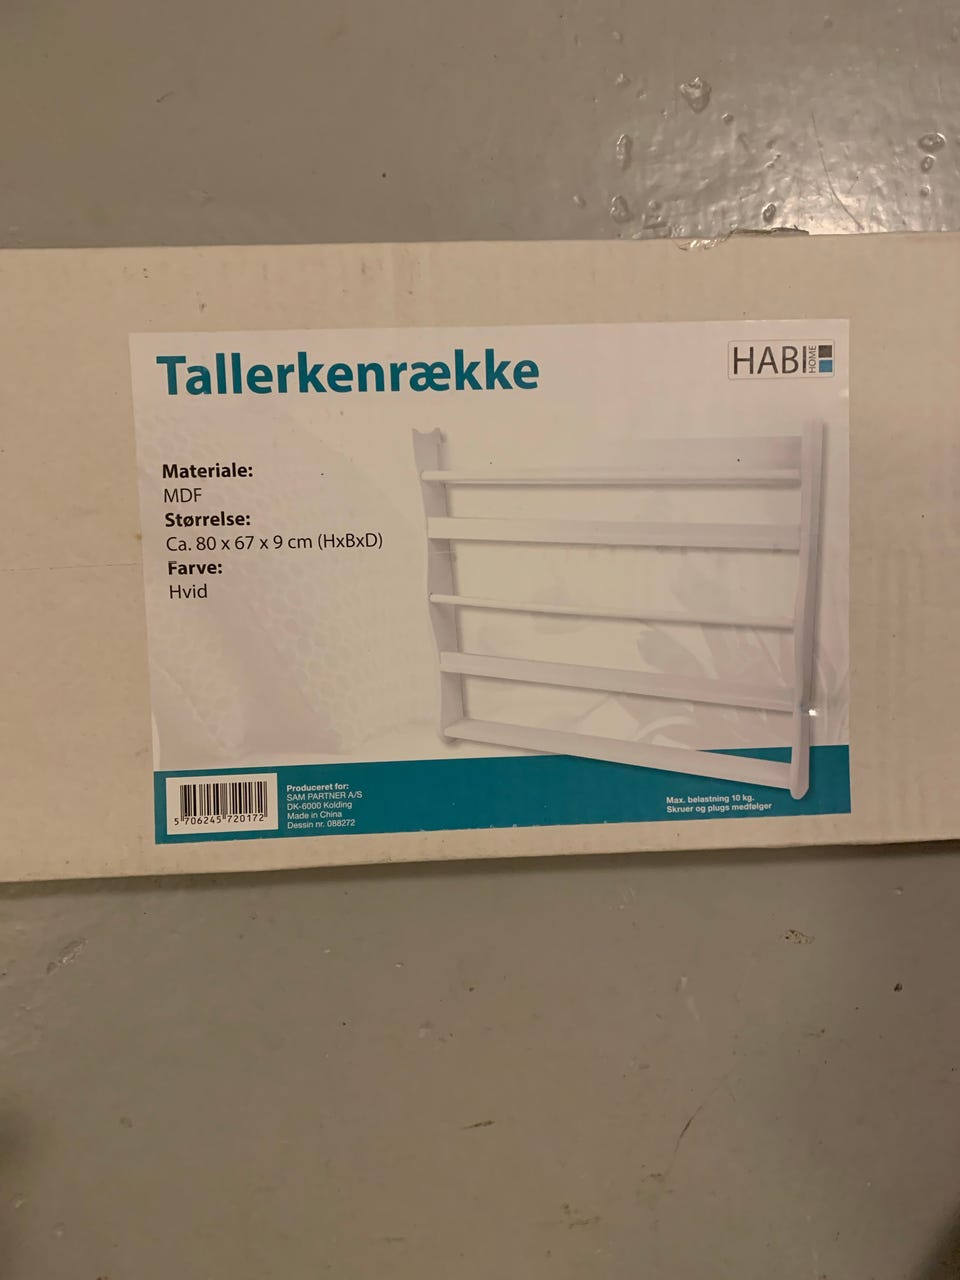 Tallerkenrække
HABI HOME
Materiale:
MDF
Størrelse:
Ca. 80 x 67 x 9 cm (HxBxD)
Farve:
Hvid
5 706245 720172
Produceret for:
SAM PARTNER A/S
DK-6000 Kolding
Made in China
Dessin nr. 088272
Max. belastning 10 kg.
Skruer og plugs medfølger